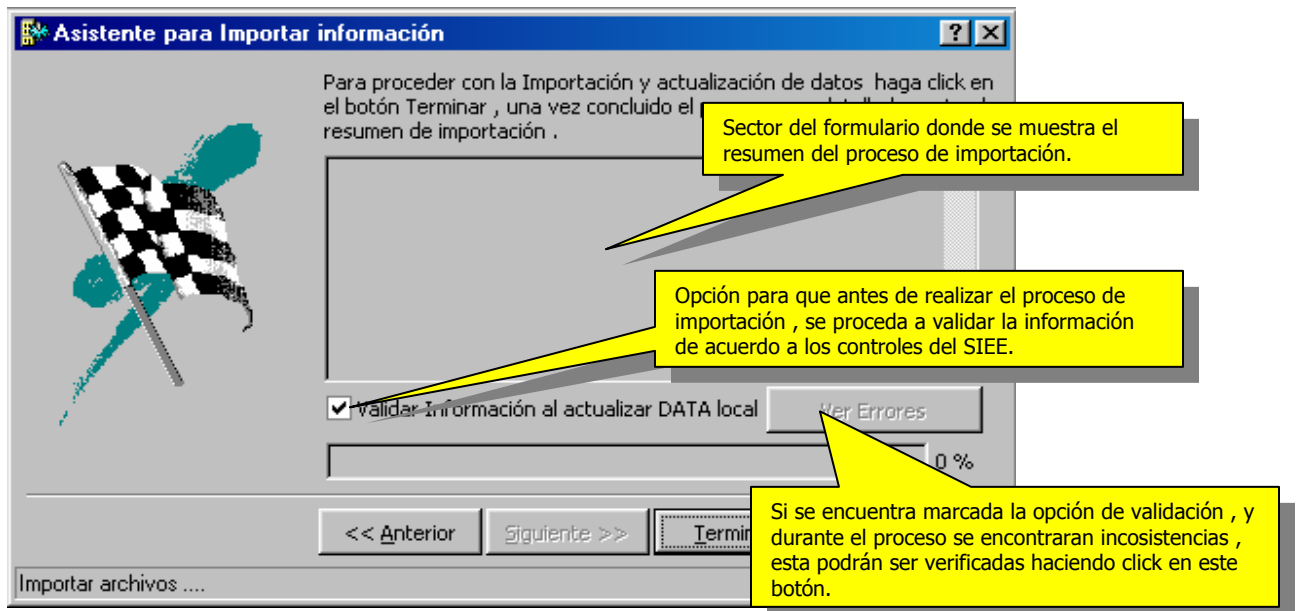 Asistente para Importar información
Para proceder con la Importación y actualización de datos haga click en
el botón Terminar , una vez concluido el
resumen de importación .
Sector del formulario donde se muestra el
resumen del proceso de importación.
Opción para que antes de realizar el proceso de
importación , se proceda a validar la información
de acuerdo a los controles del SIEE.
Validar Información al actualizar DATA local
Ver Errores
0 %
Si se encuentra marcada la opción de validación , y
durante el proceso se encontraran incosistencias ,
esta podrán ser verificadas haciendo click en este
botón.
<< Anterior
Siguiente >>
Importar archivos ....